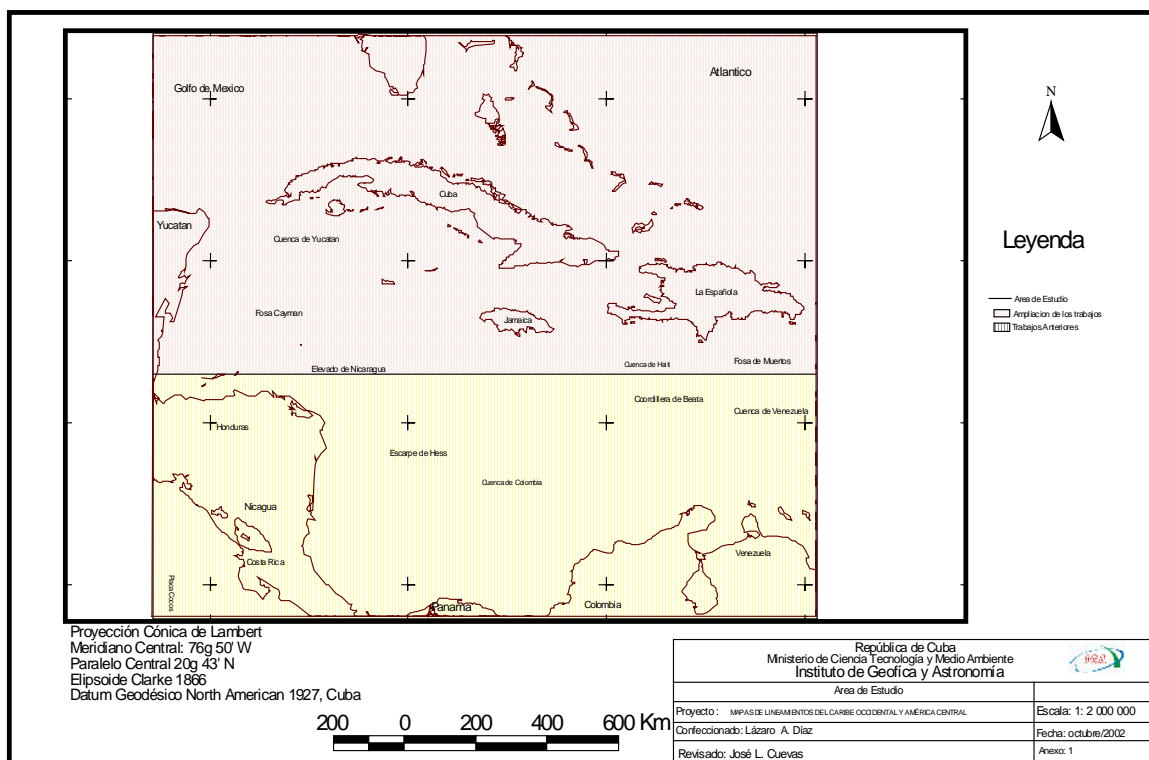 Golfo de Mexico
Atlantico
N
Cuba
Yucatan
Cuenca de Yucatan
Leyenda
La Española
Area de Estudio
Fosa Cayman
Jamaica
Ampliacion de los trabajos
Trabajos Anteriores
Elevado de Nicaragua
Cuenca de Haiti
Fosa de Muertos
Coordillera de Beata
Cuenca de Venezuela
Honduras
Escarpe de Hess
Cuenca de Colombia
Nicagua
Costa Rica
Venezuela
Placa Cocos
Panama
Colombia
Proyección Cónica de Lambert
Meridiano Central: 76g 50' W
Paralelo Central 20g 43' N
Elipsoide Clarke 1866
Datum Geodésico North American 1927, Cuba
200 0 200 400 600 Km
República de Cuba
Ministerio de Ciencia Tecnología y Medio Ambiente
Instituto de Geofíca y Astronomía
Area de Estudio
Proyecto : MAPAS DE LINEAMIENTOS DEL CARIBE OCCIDENTAL Y AMÉRICA CENTRAL
Escala: 1: 2 000 000
Confeccionado: Lázaro A. Díaz
Fecha: octubre/2002
Revisado: José L. Cuevas
Anexo: 1